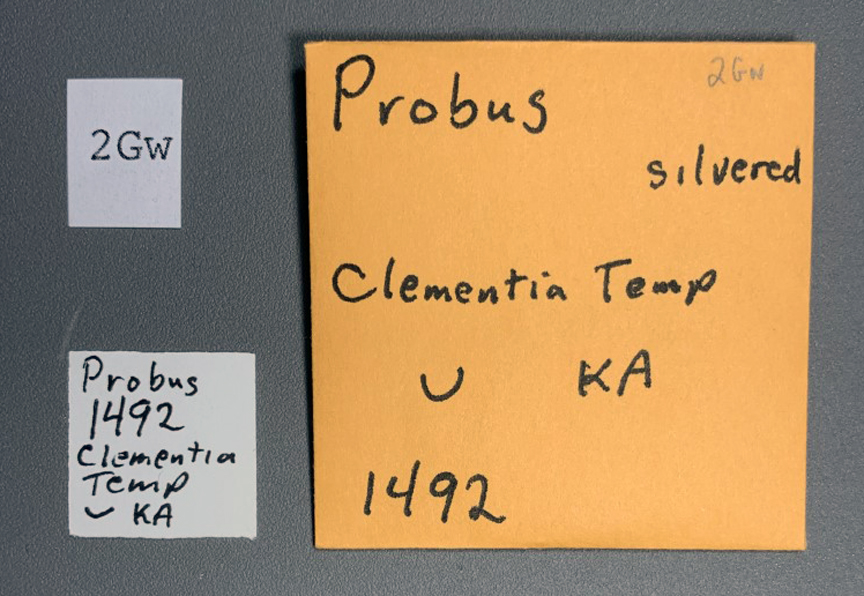 2GW
Probus
1492
Clementia
Temp
◡ KA
2GW
Probus
silvered
Clementia Temp
◡ KA
1492